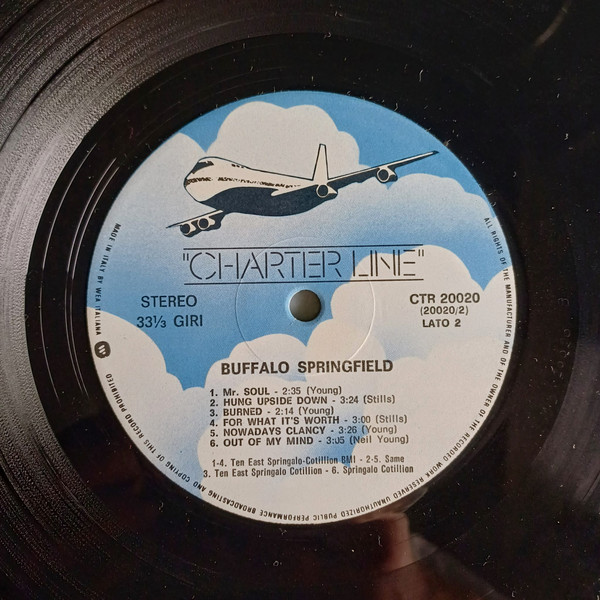 "CHARTER LINE"
STEREO
33⅓ GIRI
CTR 20020
(20020/2)
LATO 2
BUFFALO SPRINGFIELD
1. Mr. SOUL - 2:35 (Young)
2. HUNG UPSIDE DOWN - 3:24 (Stills)
3. BURNED - 2:14 (Young)
4. FOR WHAT IT'S WORTH - 3:00 (Stills)
5. NOWADAYS CLANCY - 3:26 (Young)
6. OUT OF MY MIND - 3:05 (Neil Young)
1-4. Ten East Springalo-Cotillion BMI - 2-5. Same
3. Ten East Springalo Cotillion - 6. Springalo Cotillion
MADE IN ITALY BY WEA ITALIANA
ALL RIGHTS OF THE MANUFACTURER AND OF THE OWNER OF THE RECORDED WORK RESERVED UNAUTHORIZED PUBLIC PERFORMANCE BROADCASTING AND COPYING OF THIS RECORD PROHIBITED